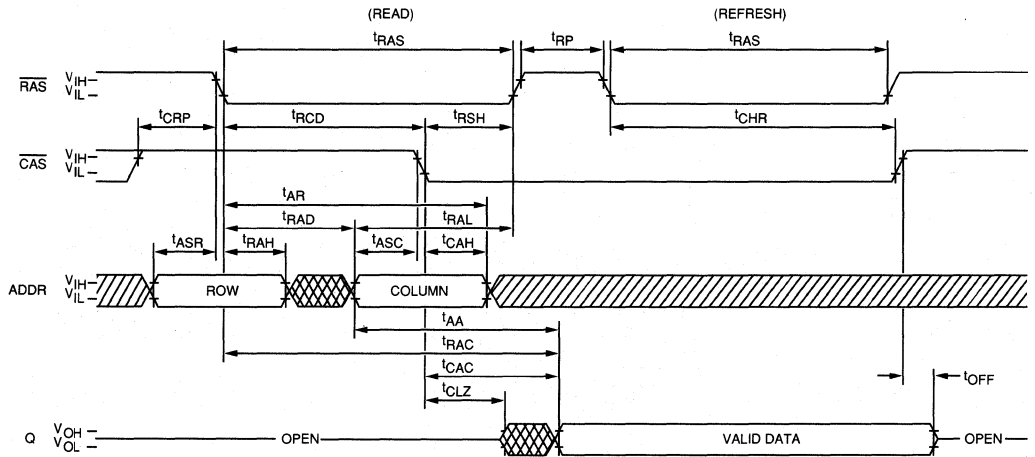 (READ) (REFRESH)
tRAS tRP tRAS
RAS VIH
VIL
tCRP tRCD tRSH tCHR
CAS VIH
VIL
tAR
tRAD tRAL
tASR tRAH tASC tCAH
ADDR VIH
VIL
ROW COLUMN
tAA
tRAC
tCAC
tCLZ tOFF
Q VOH
VOL
OPEN VALID DATA OPEN